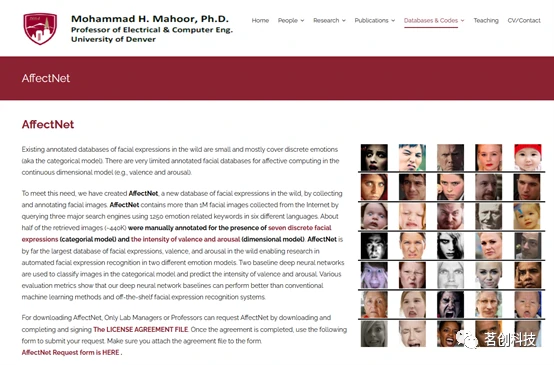 Mohammad H. Mahoor, Ph.D.
Professor of Electrical & Computer Eng.
University of Denver
Home People Research Publications Databases & Codes Teaching CV/Contact
AffectNet
AffectNet
Existing annotated databases of facial expressions in the wild are small and mostly cover discrete emotions
(aka the categorical model). There are very limited annotated facial databases for affective computing in the
continuous dimensional model (e.g., valence and arousal).
To meet this need, we have created AffectNet, a new database of facial expressions in the wild, by collecting
and annotating facial images. AffectNet contains more than 1M facial images collected from the Internet by
querying three major search engines using 1250 emotion related keywords in six different languages. About
half of the retrieved images (~440K) were manually annotated for the presence of seven discrete facial
expressions (categorial model) and the intensity of valence and arousal (dimensional model). AffectNet is
by far the largest database of facial expressions, valence, and arousal in the wild enabling research in
automated facial expression recognition in two different emotion models. Two baseline deep neural networks
are used to classify images in the categorical model and predict the intensity of valence and arousal. Various
evaluation metrics show that our deep neural network baselines can perform better than conventional
machine learning methods and off-the-shelf facial expression recognition systems.
For downloading AffectNet, Only Lab Managers or Professors can request AffectNet by downloading and
completing and signing The LICENSE AGREEMENT FILE. Once the agreement is completed, use the following
form to submit your request. Make sure you attach the agreement file to the form.
AffectNet Request form is HERE .
茗创科技